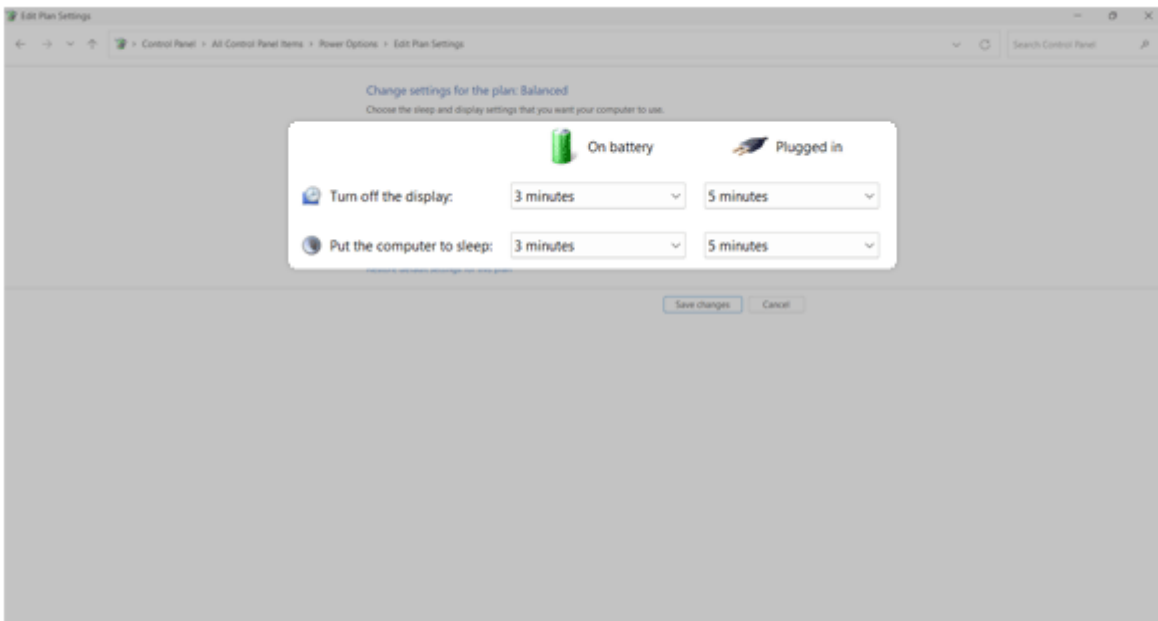 Edit Plan Settings
Control Panel > All Control Panel Items > Power Options > Edit Plan Settings
Search Control Panel
Change settings for the plan: Balanced
Choose the sleep and display settings that you want your computer to use.
On battery Plugged in
Turn off the display: 3 minutes 5 minutes
Put the computer to sleep: 3 minutes 5 minutes
Save changes Cancel